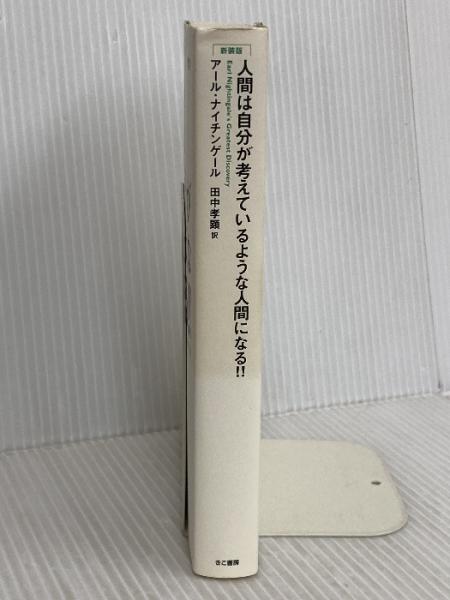 新装版
人間は自分が考えているような人間になる!!
Earl Nightingale's Greatest Discovery
アール・ナイチンゲール
田中孝顕 訳
きこ書房